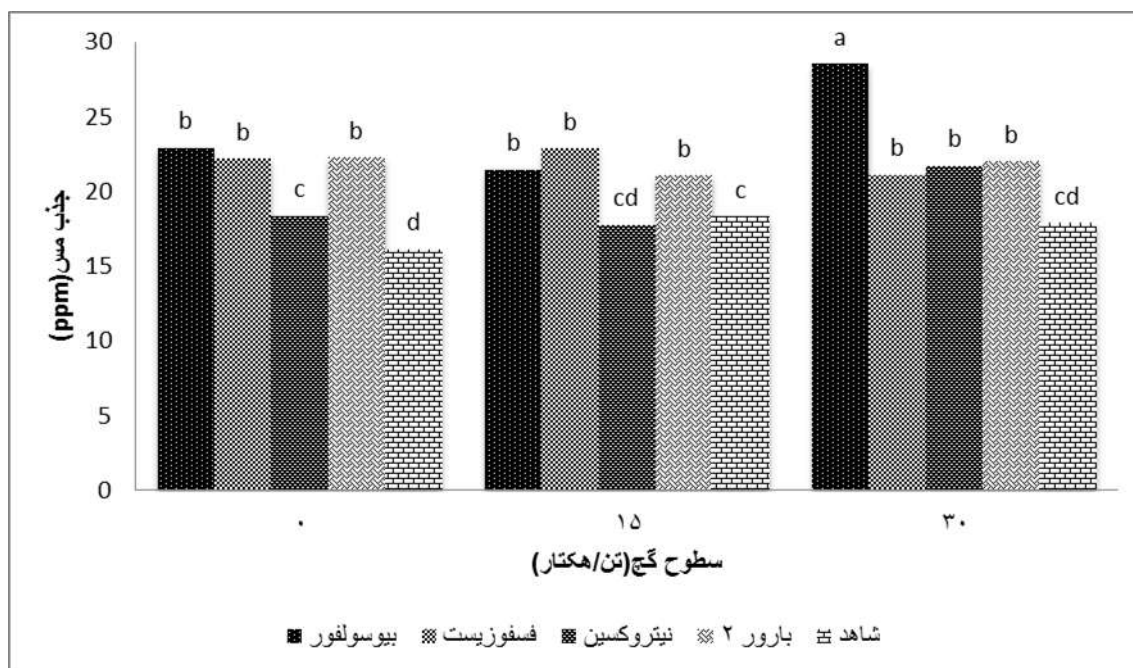 جذب مس(ppm)
30
25
20
15
10
5
0
b b c b d
b b cd b c
a b b b cd
۰ ۱۵ ۳۰
سطوح گچ(تن/هکتار)
بیوسولفور فسفوزیست نیتروکسین بارور ۲ شاهد